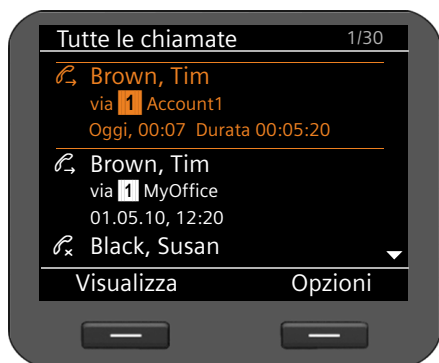 Tutte le chiamate 1/30
Brown, Tim
via 1 Account1
Oggi, 00:07 Durata 00:05:20
Brown, Tim
via 1 MyOffice
01.05.10, 12:20
Black, Susan
Visualizza Opzioni